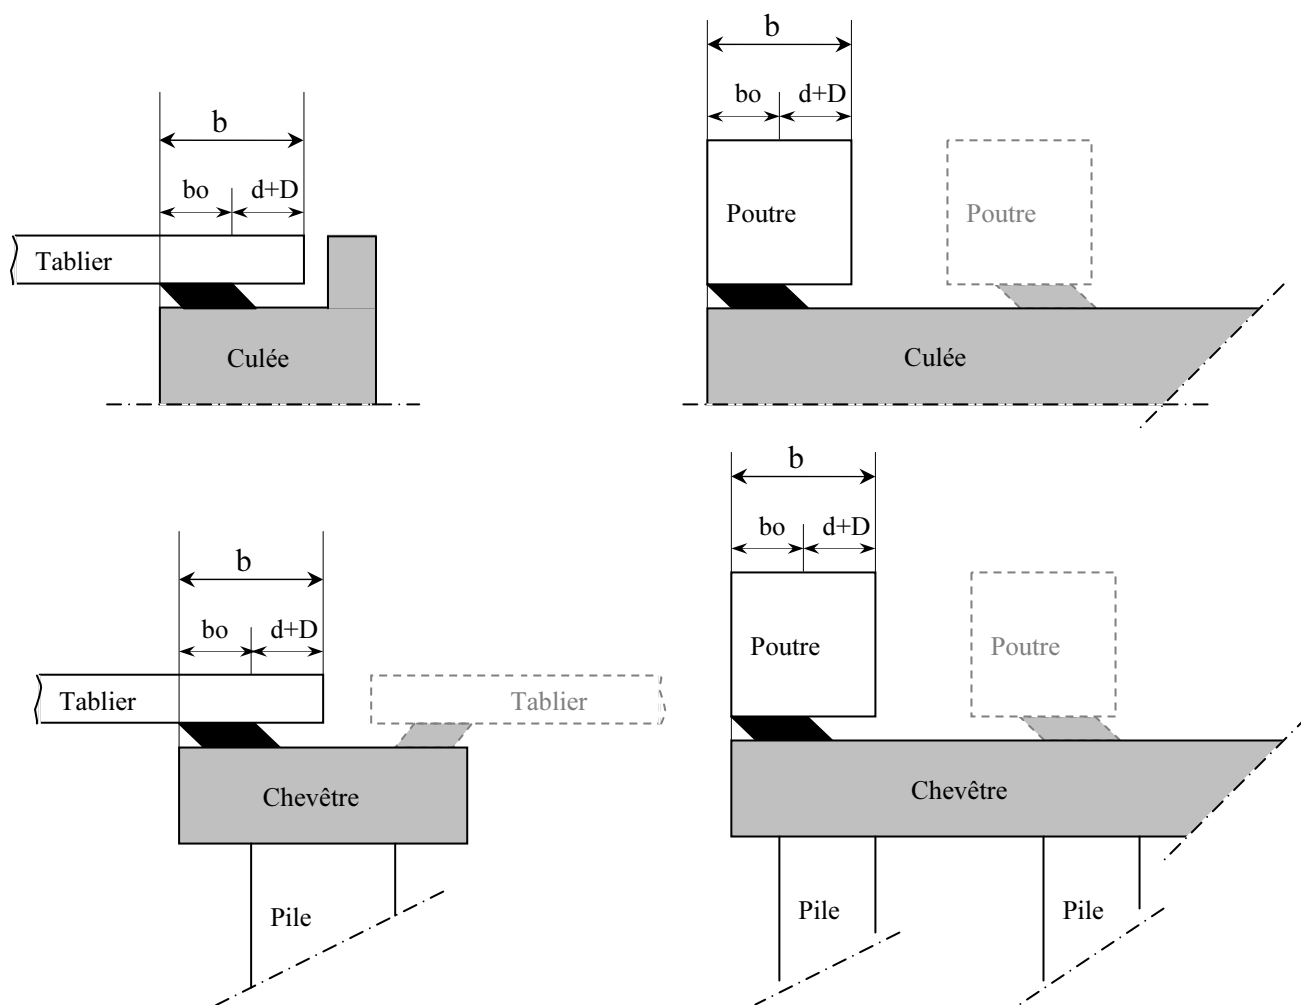 b
bo d+D
Tablier
Culée
b
bo d+D
Poutre Poutre
Culée
b
bo d+D
Tablier Tablier
Chevêtre
Pile
b
bo d+D
Poutre Poutre
Chevêtre
Pile Pile